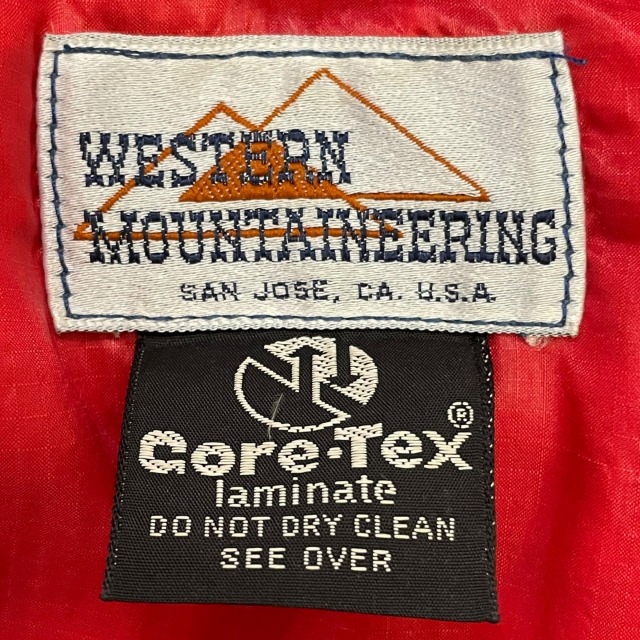 WESTERN
MOUNTAINEERING
SAN JOSE, CA. U.S.A.
GORE-TEX®
laminate
DO NOT DRY CLEAN
SEE OVER